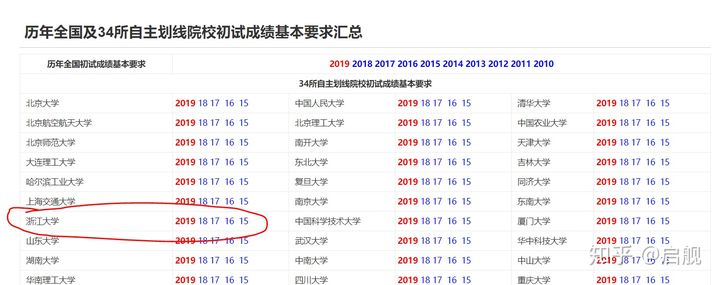 历年全国及34所自主划线院校初试成绩基本要求汇总
历年全国初试成绩基本要求 2019 2018 2017 2016 2015 2014 2013 2012 2011 2010
34所自主划线院校初试成绩基本要求
北京大学 2019 18 17 16 15 中国人民大学 2019 18 17 16 15 清华大学 2019 18 17 16 15
北京航空航天大学 2019 18 17 16 15 北京理工大学 2019 18 17 16 15 中国农业大学 2019 18 17 16 15
北京师范大学 2019 18 17 16 15 南开大学 2019 18 17 16 15 天津大学 2019 18 17 16 15
大连理工大学 2019 18 17 16 15 东北大学 2019 18 17 16 15 吉林大学 2019 18 17 16 15
哈尔滨工业大学 2019 18 17 16 15 复旦大学 2019 18 17 16 15 同济大学 2019 18 17 16 15
上海交通大学 2019 18 17 16 15 南京大学 2019 18 17 16 15 东南大学 2019 18 17 16 15
浙江大学 2019 18 17 16 15 中国科学技术大学 2019 18 17 16 15 厦门大学 2019 18 17 16 15
山东大学 2019 18 17 16 15 武汉大学 2019 18 17 16 15 华中科技大学 2019 18 17 16 15
湖南大学 2019 18 17 16 15 中南大学 2019 18 17 16 15 中山大学 2019 18 17 16 15
华南理工大学 2019 18 17 16 15 四川大学 2019 18 17 16 15 重庆大学 2019 18 17 16 15
知乎 @启舰